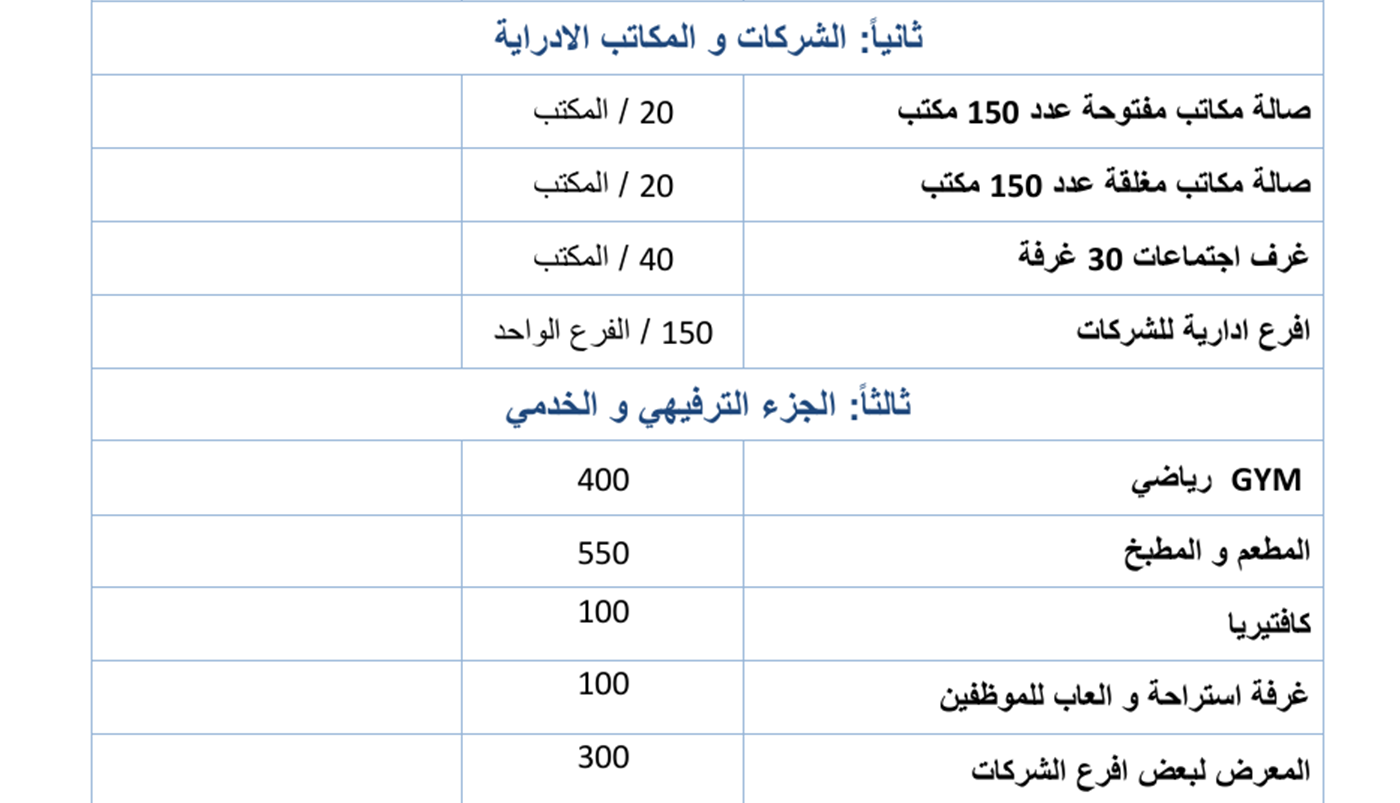 ثانياً: الشركات و المكاتب الادراية
صالة مكاتب مفتوحة عدد 150 مكتب 20 / المكتب
صالة مكاتب مغلقة عدد 150 مكتب 20 / المكتب
غرف اجتماعات 30 غرفة 40 / المكتب
افرع ادارية للشركات 150 / الفرع الواحد
ثالثاً: الجزء الترفيهي و الخدمي
GYM رياضي 400
المطعم و المطبخ 550
كافتيريا 100
غرفة استراحة و العاب للموظفين 100
المعرض لبعض افرع الشركات 300